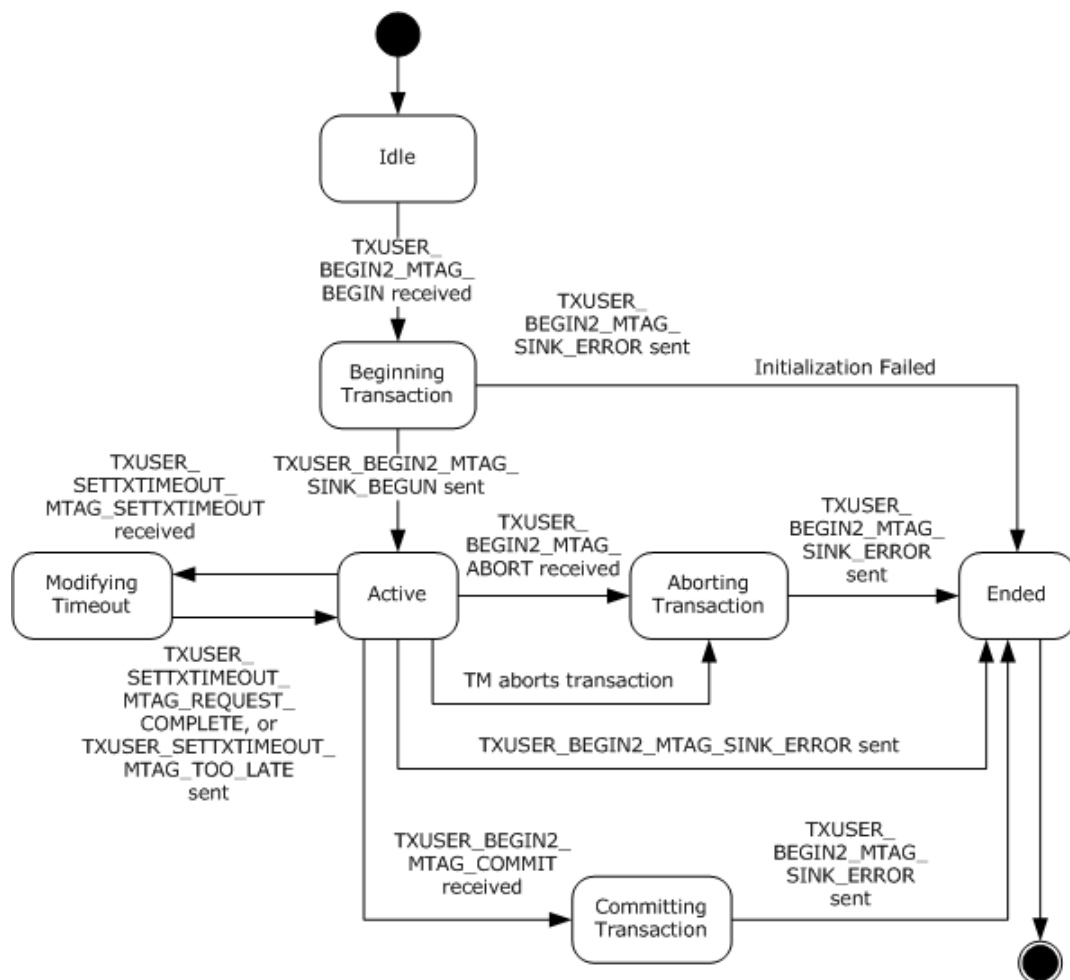 Idle
TXUSER_
BEGIN2_MTAG_
BEGIN received
TXUSER_
BEGIN2_MTAG_
SINK_ERROR sent
Initialization Failed
Beginning
Transaction
TXUSER_BEGIN2_MTAG_
SINK_BEGUN sent
TXUSER_
SETTXTIMEOUT_
MTAG_SETTXTIMEOUT
received
TXUSER_
BEGIN2_MTAG_
ABORT received
TXUSER_
BEGIN2_MTAG_
SINK_ERROR
sent
Modifying
Timeout
Active
Aborting
Transaction
Ended
TXUSER_
SETTXTIMEOUT_
MTAG_REQUEST_
COMPLETE, or
TXUSER_SETTXTIMEOUT_
MTAG_TOO_LATE
sent
TM aborts transaction
TXUSER_BEGIN2_MTAG_SINK_ERROR sent
TXUSER_BEGIN2_
MTAG_COMMIT
received
TXUSER_
BEGIN2_MTAG_
SINK_ERROR
sent
Committing
Transaction